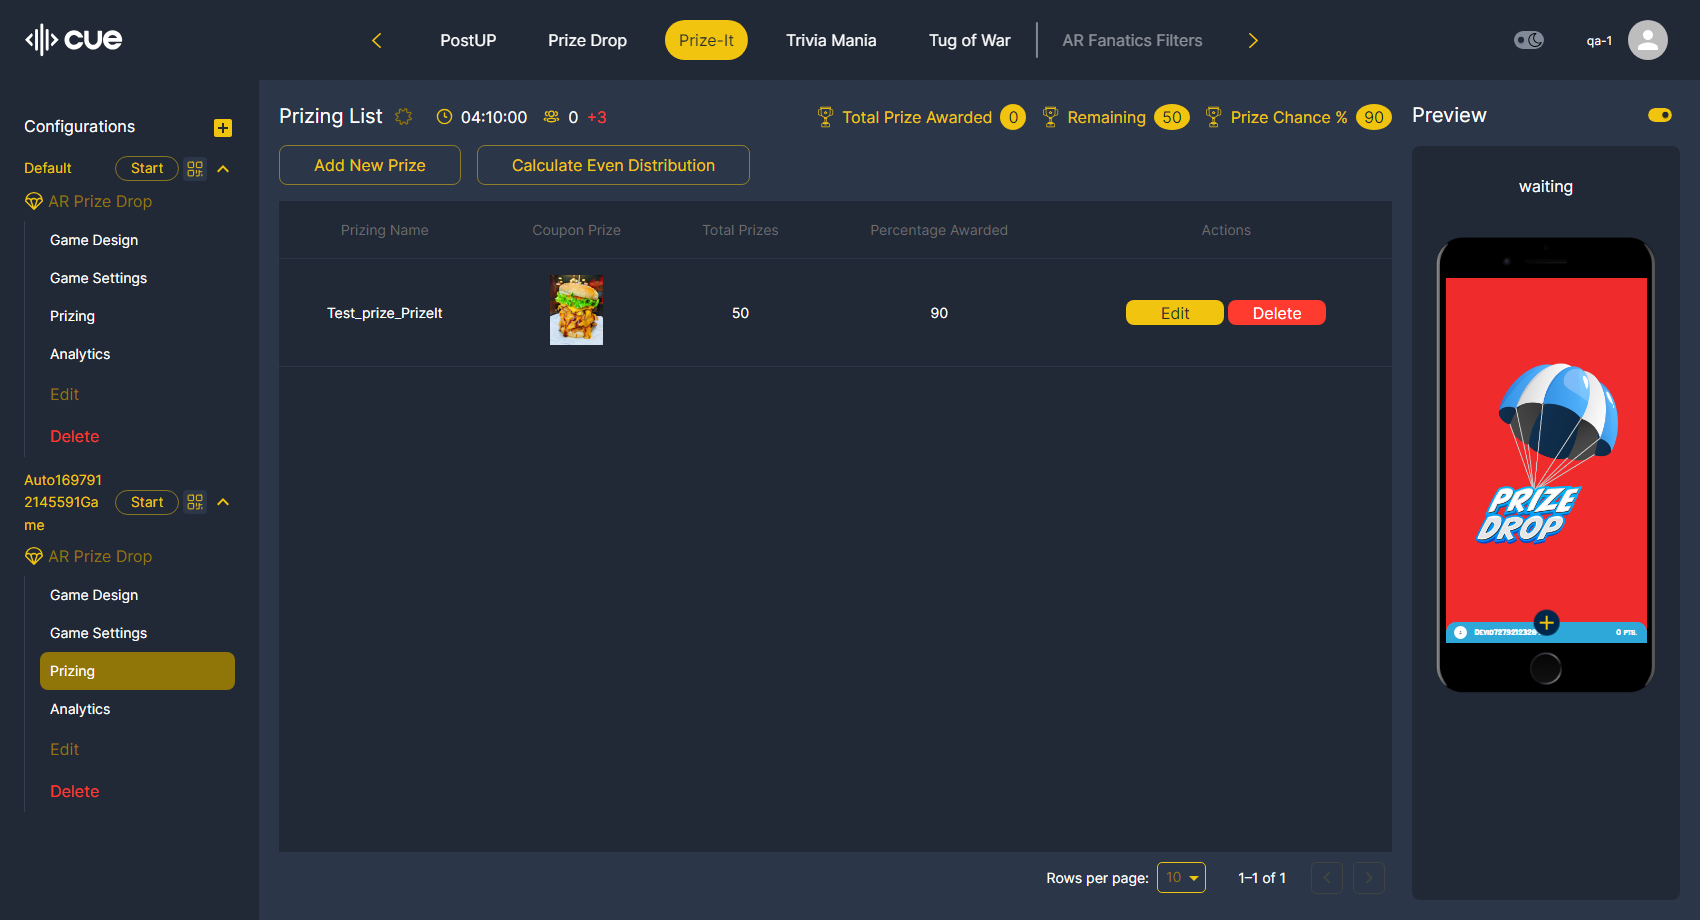 cue
PostUP
Prize Drop
Prize-It
Trivia Mania
Tug of War
AR Fanatics Filters
qa-1
Configurations
Default
Start
AR Prize Drop
Game Design
Game Settings
Prizing
Analytics
Edit
Delete
Auto169791
2145591Ga
me
Start
AR Prize Drop
Game Design
Game Settings
Prizing
Analytics
Edit
Delete
Prizing List
04:10:00
0 +3
Total Prize Awarded 0
Remaining 50
Prize Chance % 90
Add New Prize
Calculate Even Distribution
Prizing Name Coupon Prize Total Prizes Percentage Awarded Actions
Test_prize_PrizeIt 50 90 Edit Delete
Rows per page: 10 1–1 of 1
Preview
waiting
PRIZE
DROP
0 PTS.